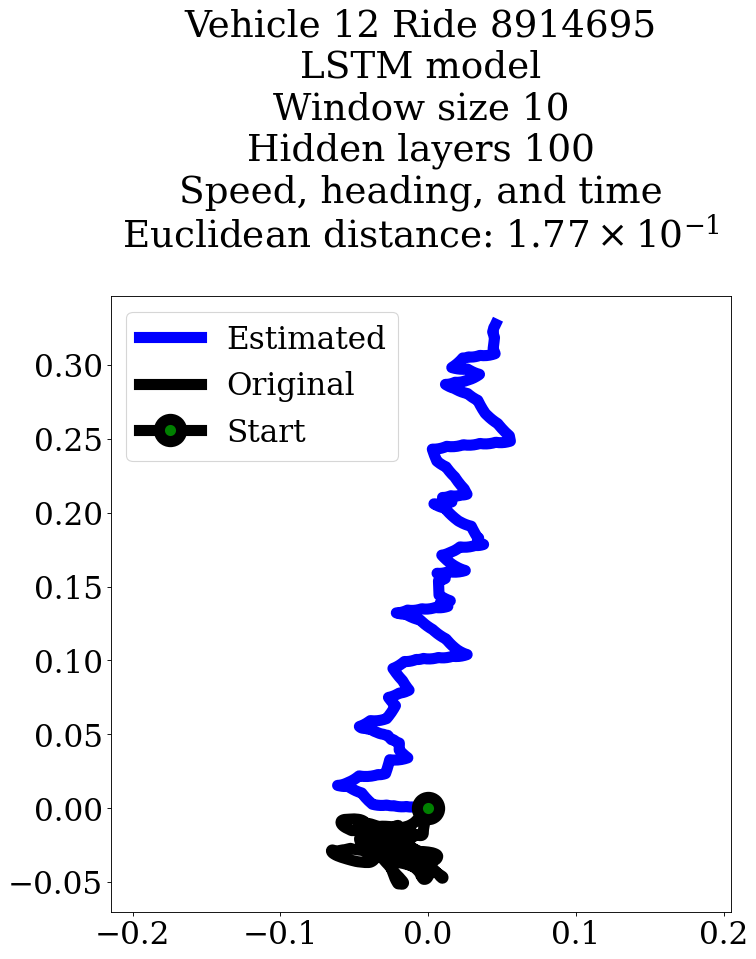 Vehicle 12 Ride 8914695
LSTM model
Window size 10
Hidden layers 100
Speed, heading, and time
Euclidean distance: 1.77 × 10⁻¹
Estimated
Original
Start
0.30
0.25
0.20
0.15
0.10
0.05
0.00
−0.05
−0.2 −0.1 0.0 0.1 0.2